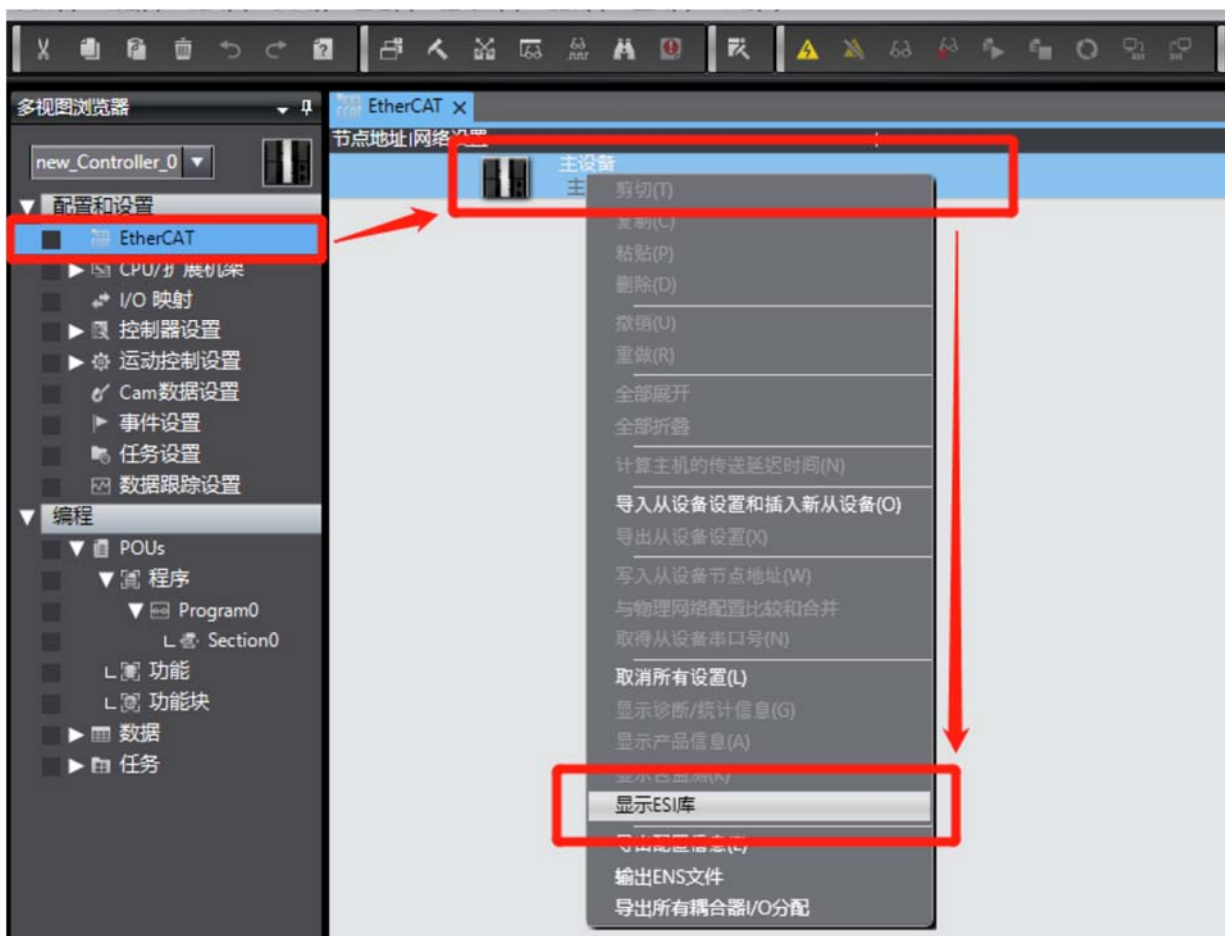 多视图浏览器
new_Controller_0
配置和设置
EtherCAT
CPU/扩展机架
I/O 映射
控制器设置
运动控制设置
Cam数据设置
事件设置
任务设置
数据跟踪设置
编程
POUs
程序
Program0
Section0
功能
功能块
数据
任务
EtherCAT
节点地址|网络设置
主设备
主
剪切(T)
复制(C)
粘贴(P)
删除(D)
撤销(U)
重做(R)
全部展开
全部折叠
计算主机的传送延迟时间(N)
导入从设备设置和插入新从设备(O)
导出从设备设置(X)
写入从设备节点地址(W)
与物理网络配置比较和合并
取得从设备串口号(N)
取消所有设置(L)
显示诊断/统计信息(G)
显示产品信息(A)
显示ESI库
导出配置信息(E)
输出ENS文件
导出所有耦合器I/O分配